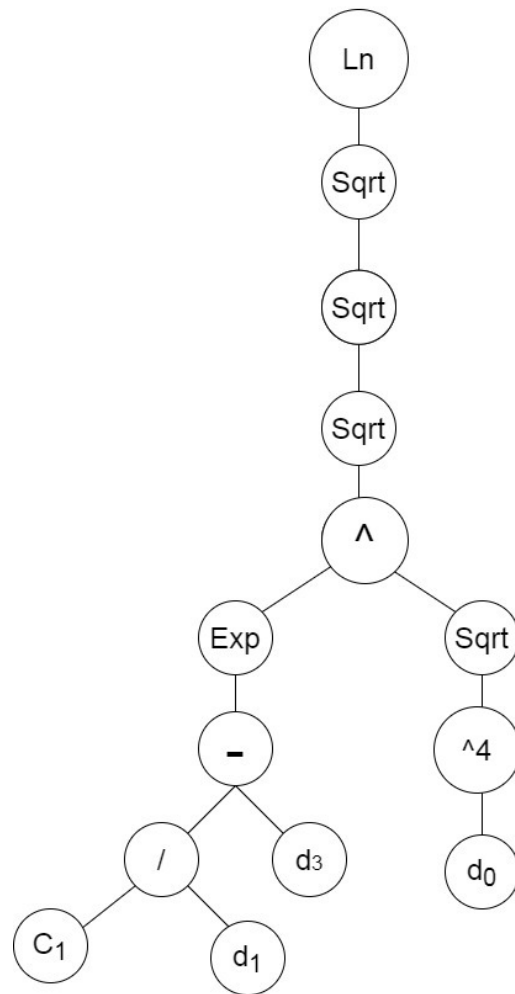 Ln
Sqrt
Sqrt
Sqrt
^
Exp Sqrt
- ^4
/ d₃ d₀
C₁ d₁